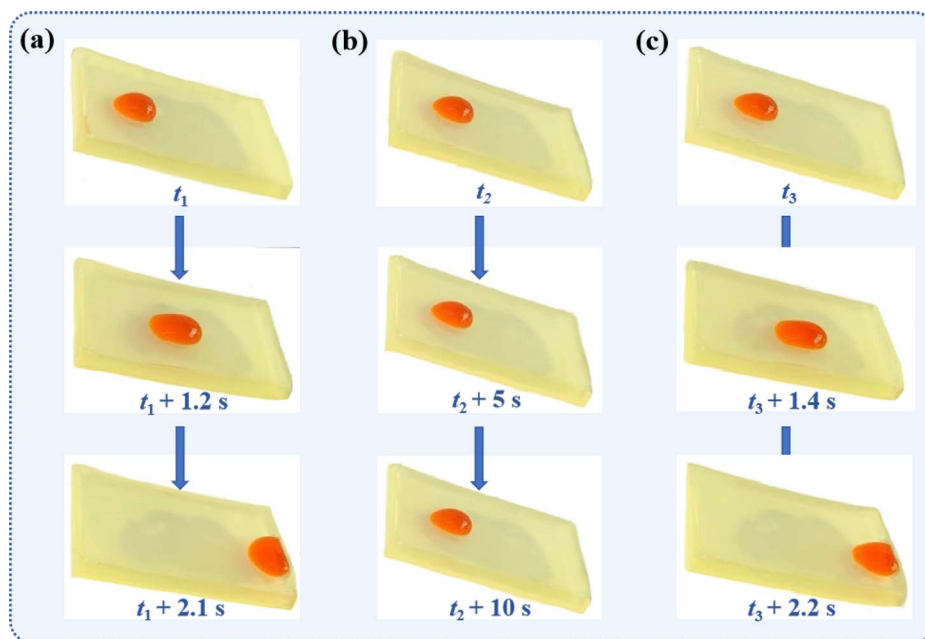 (a)
(b)
(c)
t₁
t₂
t₃
t₁ + 1.2 s
t₂ + 5 s
t₃ + 1.4 s
t₁ + 2.1 s
t₂ + 10 s
t₃ + 2.2 s